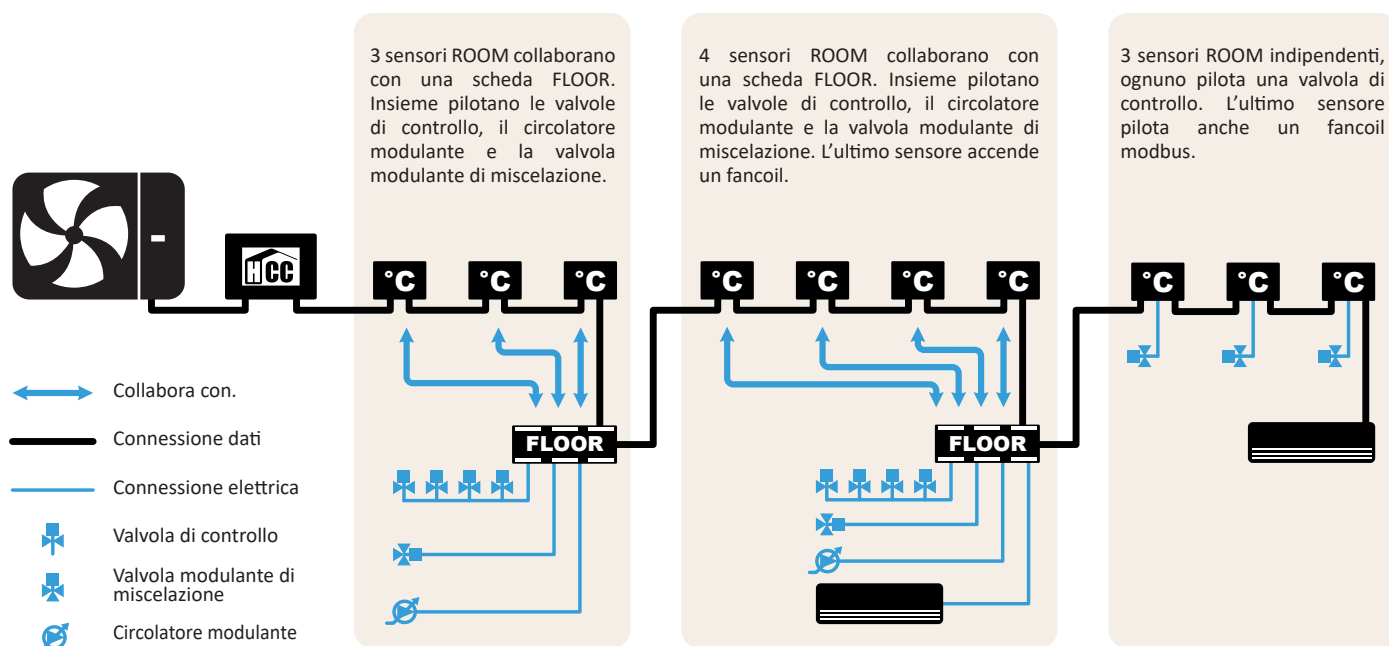 3 sensori ROOM collaborano
con una scheda FLOOR.
Insieme pilotano le valvole
di controllo, il circolatore
modulante e la valvola
modulante di miscelazione.
4 sensori ROOM collaborano con
una scheda FLOOR. Insieme pilotano
le valvole di controllo, il circolatore
modulante e la valvola modulante di
miscelazione. L'ultimo sensore accende
un fancoil.
3 sensori ROOM indipendenti,
ognuno pilota una valvola di
controllo. L'ultimo sensore
pilota anche un fancoil
modbus.
HCC
°C
°C
°C
°C
°C
°C
°C
°C
°C
°C
FLOOR
FLOOR
Collabora con.
Connessione dati
Connessione elettrica
Valvola di controllo
Valvola modulante di
miscelazione
Circolatore modulante